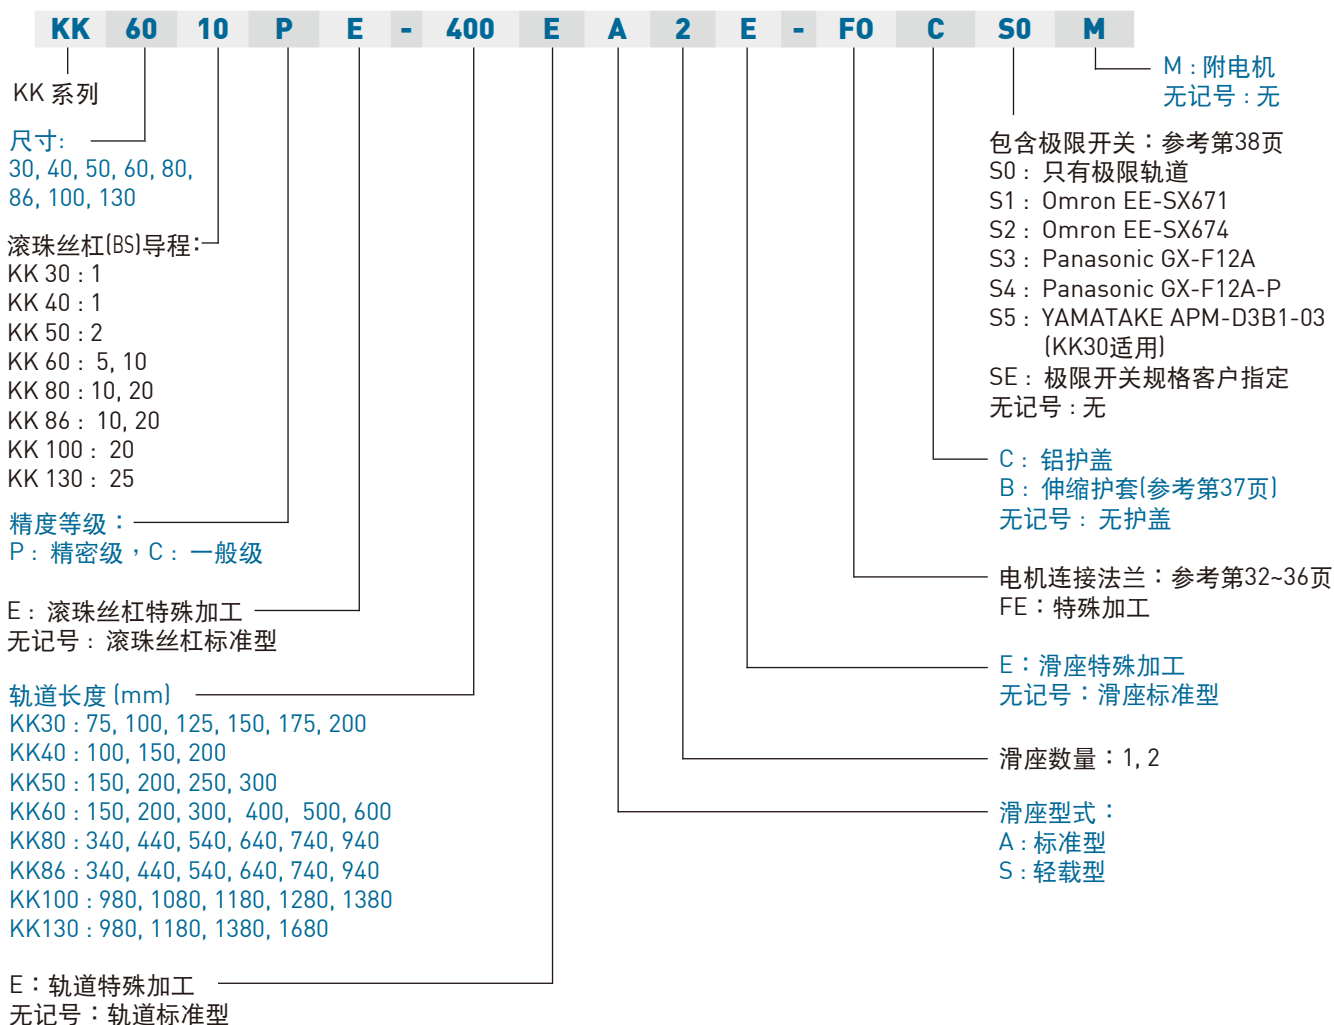 KK 60 10 P E - 400 E A 2 E - F0 C S0 M
KK 系列
尺寸:
30, 40, 50, 60, 80,
86, 100, 130
滚珠丝杠(BS)导程:
KK 30 : 1
KK 40 : 1
KK 50 : 2
KK 60 : 5, 10
KK 80 : 10, 20
KK 86 : 10, 20
KK 100 : 20
KK 130 : 25
精度等级：
P : 精密级，C : 一般级
E : 滚珠丝杠特殊加工
无记号 : 滚珠丝杠标准型
轨道长度 (mm)
KK30 : 75, 100, 125, 150, 175, 200
KK40 : 100, 150, 200
KK50 : 150, 200, 250, 300
KK60 : 150, 200, 300, 400, 500, 600
KK80 : 340, 440, 540, 640, 740, 940
KK86 : 340, 440, 540, 640, 740, 940
KK100 : 980, 1080, 1180, 1280, 1380
KK130 : 980, 1180, 1380, 1680
E：轨道特殊加工
无记号：轨道标准型
M : 附电机
无记号 : 无
包含极限开关：参考第38页
S0 : 只有极限轨道
S1 : Omron EE-SX671
S2 : Omron EE-SX674
S3 : Panasonic GX-F12A
S4 : Panasonic GX-F12A-P
S5 : YAMATAKE APM-D3B1-03
(KK30适用)
SE : 极限开关规格客户指定
无记号 : 无
C : 铝护盖
B : 伸缩护套(参考第37页)
无记号 : 无护盖
电机连接法兰：参考第32~36页
FE：特殊加工
E：滑座特殊加工
无记号：滑座标准型
滑座数量：1, 2
滑座型式：
A : 标准型
S : 轻载型